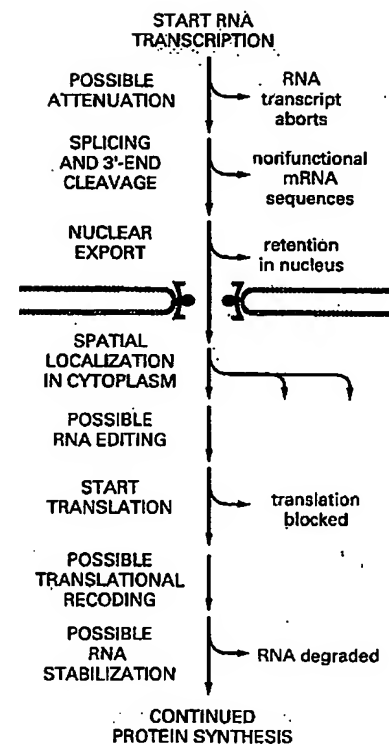 START RNA
TRANSCRIPTION
POSSIBLE
ATTENUATION
RNA
transcript
aborts
SPLICING
AND 3'-END
CLEAVAGE
nonfunctional
mRNA
sequences
NUCLEAR
EXPORT
retention
in nucleus
SPATIAL
LOCALIZATION
IN CYTOPLASM
POSSIBLE
RNA EDITING
START
TRANSLATION
translation
blocked
POSSIBLE
TRANSLATIONAL
RECODING
POSSIBLE
RNA
STABILIZATION
RNA degraded
CONTINUED
PROTEIN SYNTHESIS